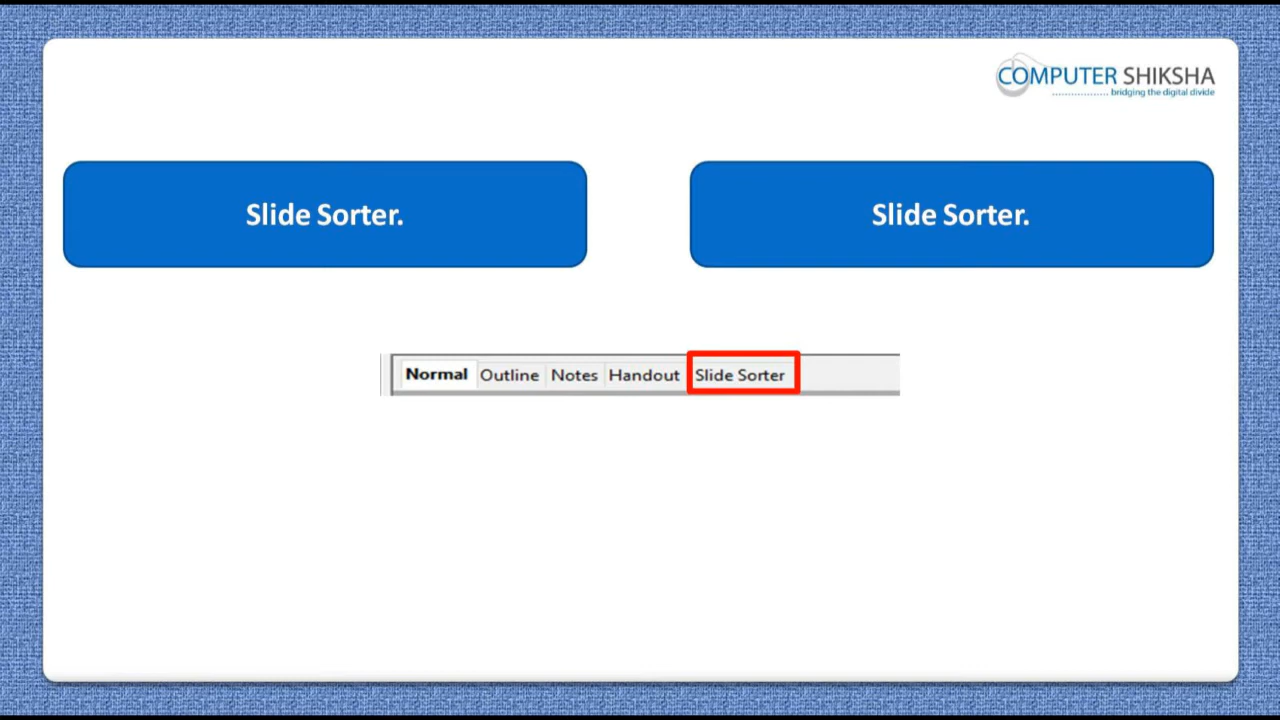 COMPUTER SHIKSHA
.................. bridging the digital divide
Slide Sorter.
Slide Sorter.
Normal Outline Notes Handout Slide Sorter